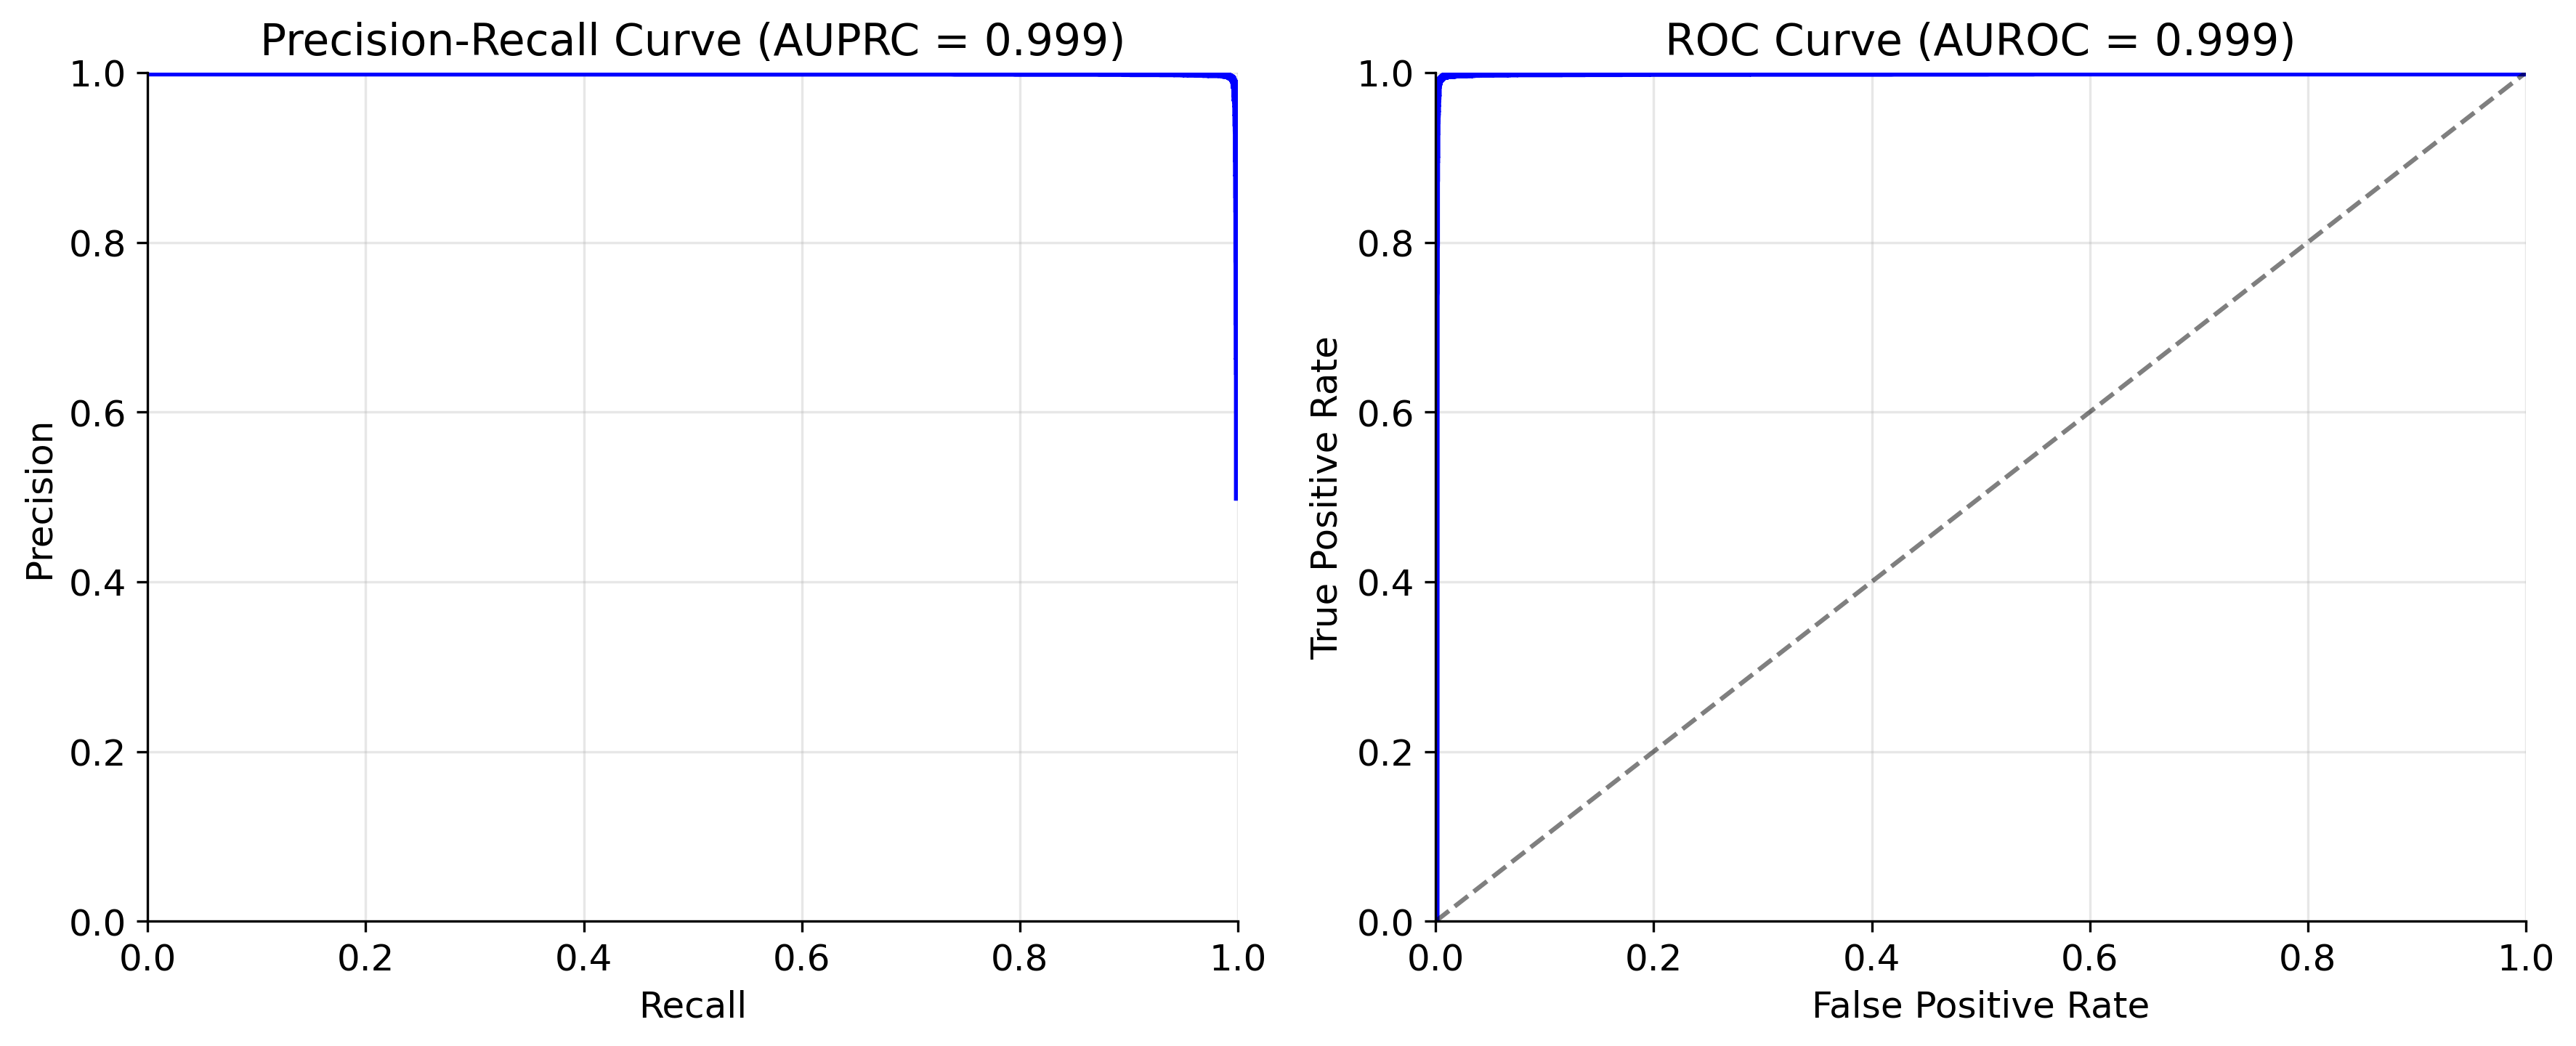 Precision-Recall Curve (AUPRC = 0.999)
1.0
0.8
0.6
0.4
0.2
0.0
Precision
0.0 0.2 0.4 0.6 0.8 1.0
Recall
ROC Curve (AUROC = 0.999)
1.0
0.8
0.6
0.4
0.2
0.0
True Positive Rate
0.0 0.2 0.4 0.6 0.8 1.0
False Positive Rate